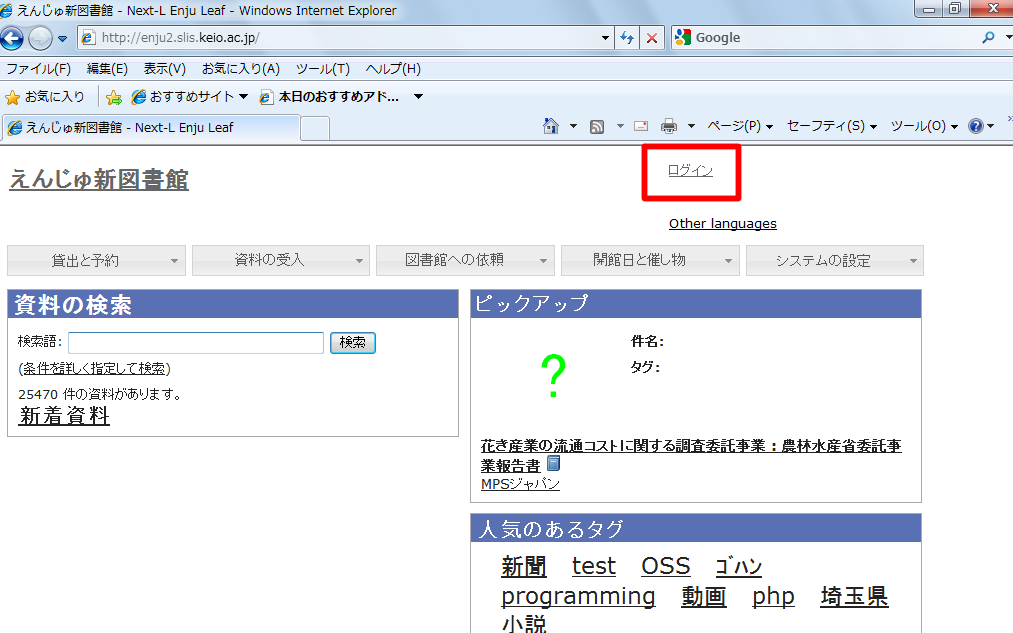 えんじゅ新図書館 - Next-L Enju Leaf - Windows Internet Explorer
http://enju2.slis.keio.ac.jp/
Google
ファイル(F) 編集(E) 表示(V) お気に入り(A) ツール(T) ヘルプ(H)
お気に入り おすすめサイト 本日のおすすめアド...
えんじゅ新図書館 - Next-L Enju Leaf
ページ(P) セーフティ(S) ツール(O)
えんじゅ新図書館
ログイン
Other languages
貸出と予約 資料の受入 図書館への依頼 開館日と催し物 システムの設定
資料の検索
検索語: 検索
(条件を詳しく指定して検索)
25470 件の資料があります。
新着資料
ピックアップ
?
件名:
タグ:
花き産業の流通コストに関する調査委託事業 : 農林水産省委託事
業報告書
MPSジャパン
人気のあるタグ
新聞 test OSS ｺﾞﾊﾝ
programming 動画 php 埼玉県
小説